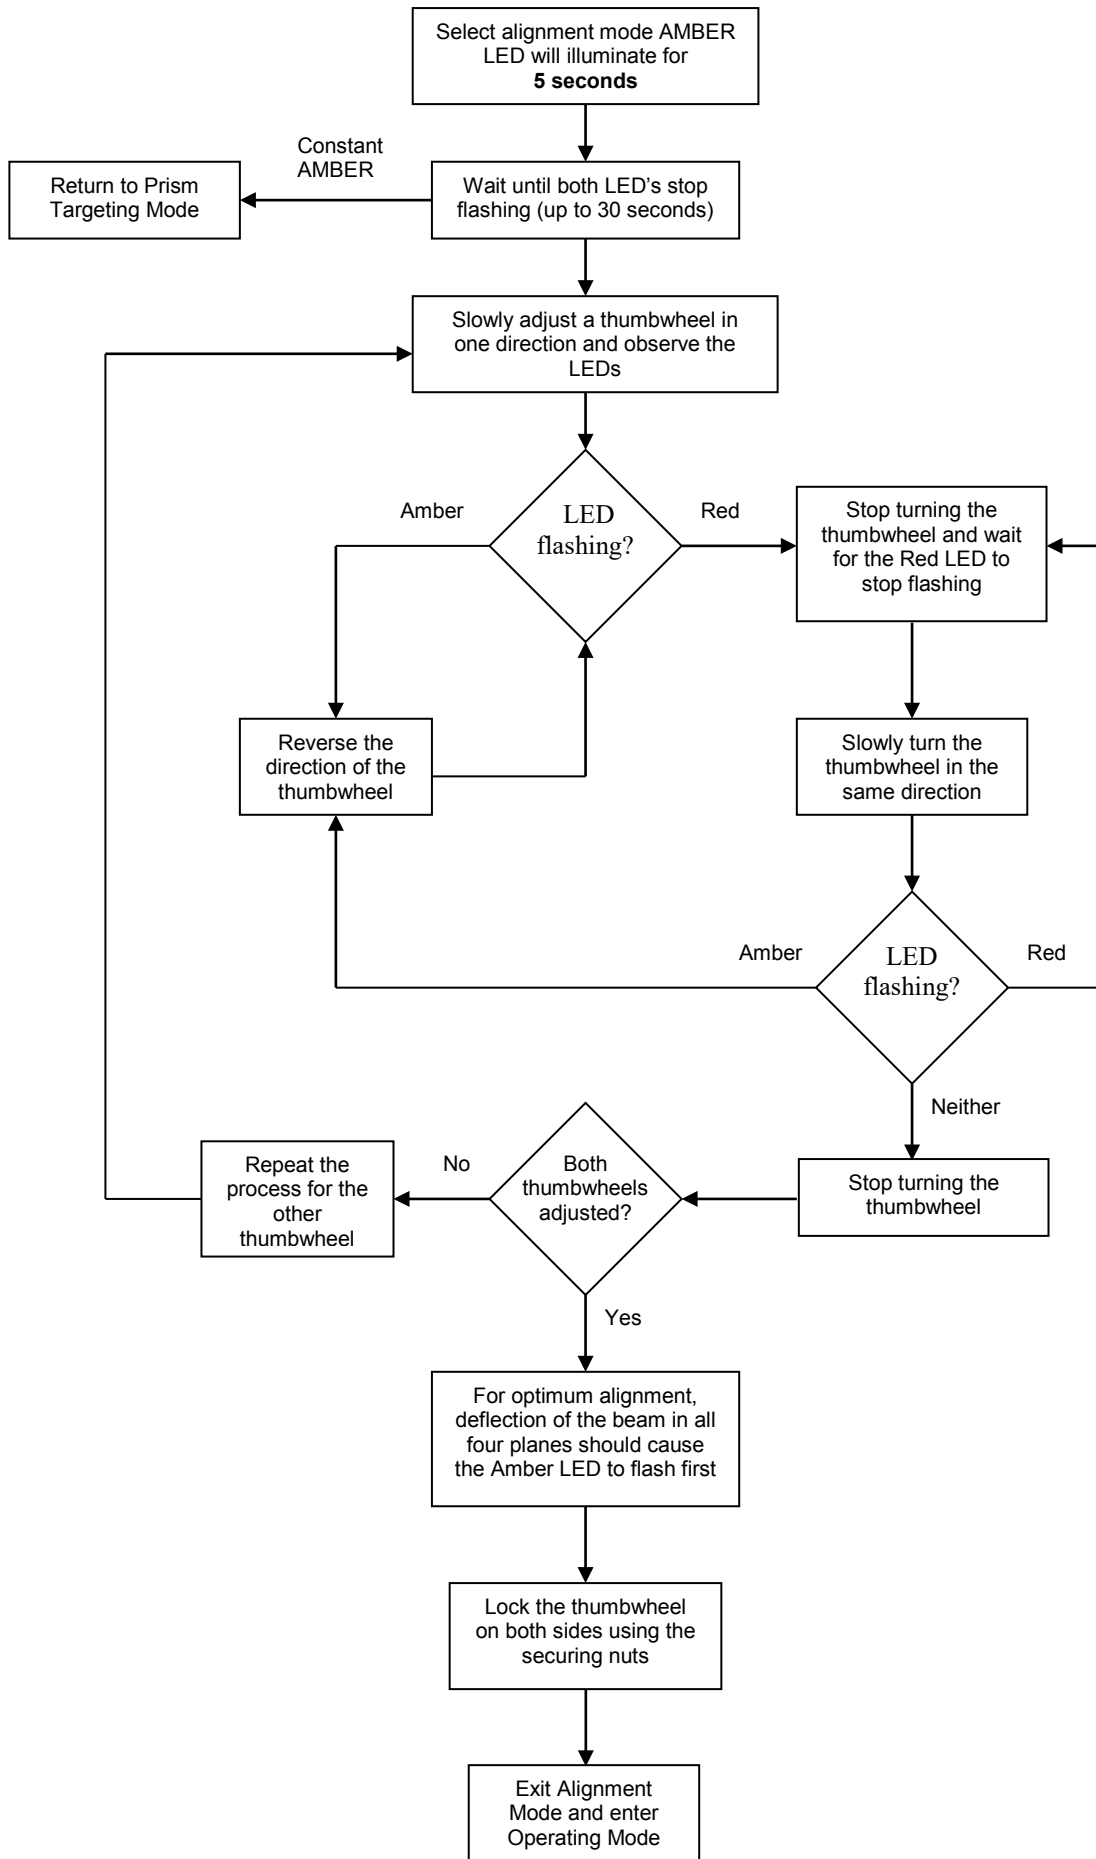 Select alignment mode AMBER
LED will illuminate for
5 seconds
Constant
AMBER
Return to Prism
Targeting Mode
Wait until both LED's stop
flashing (up to 30 seconds)
Slowly adjust a thumbwheel in
one direction and observe the
LEDs
Amber
LED
flashing?
Red
Stop turning the
thumbwheel and wait
for the Red LED to
stop flashing
Reverse the
direction of the
thumbwheel
Slowly turn the
thumbwheel in the
same direction
Amber
LED
flashing?
Red
Neither
Repeat the
process for the
other
thumbwheel
No
Both
thumbwheels
adjusted?
Stop turning the
thumbwheel
Yes
For optimum alignment,
deflection of the beam in all
four planes should cause
the Amber LED to flash first
Lock the thumbwheel
on both sides using the
securing nuts
Exit Alignment
Mode and enter
Operating Mode